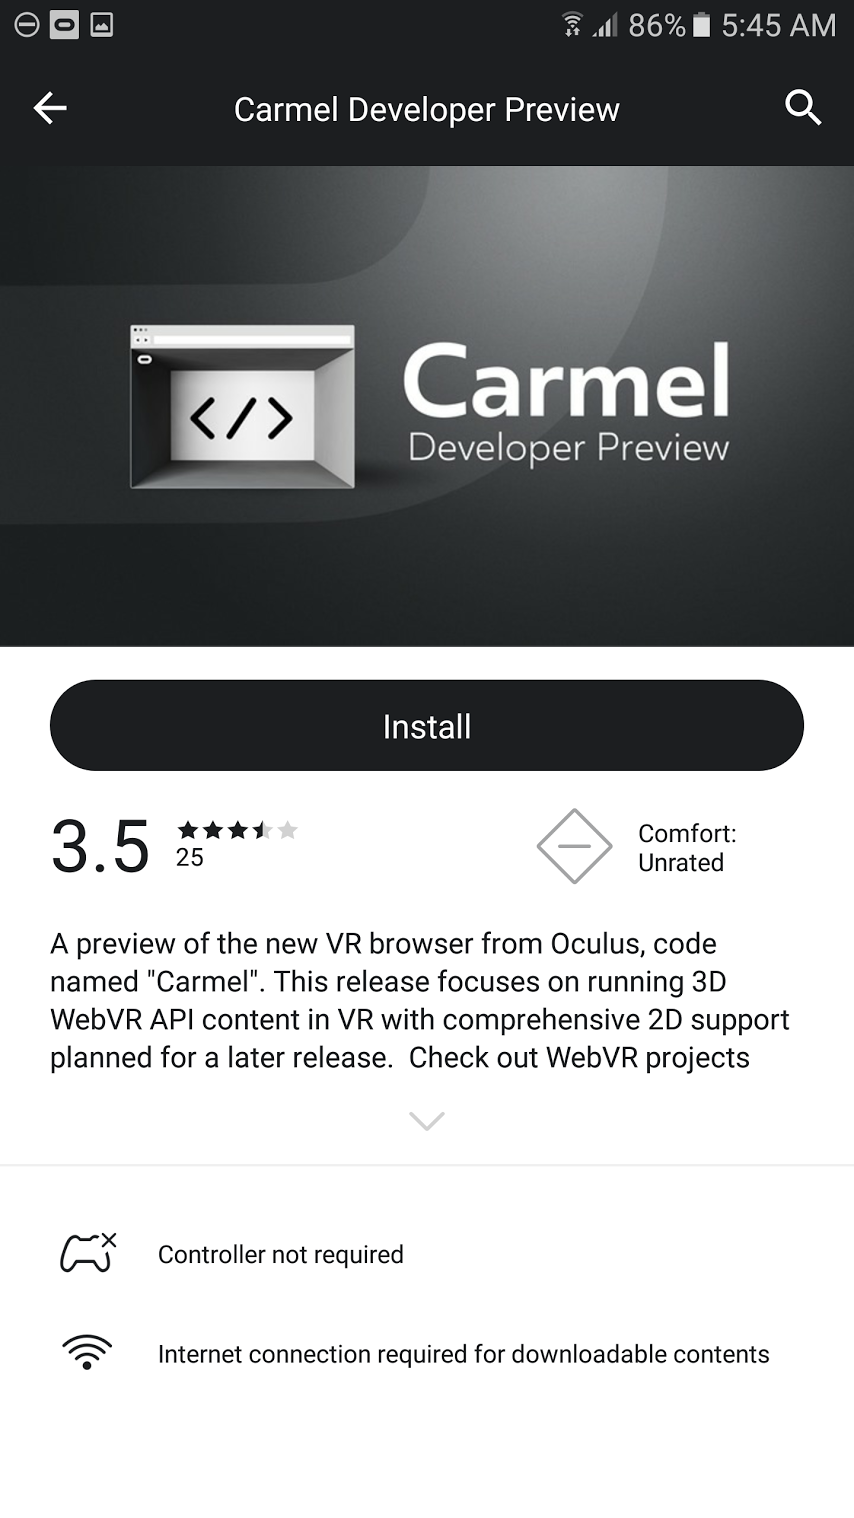 86% 5:45 AM
Carmel Developer Preview
</>
Carmel
Developer Preview
Install
3.5
25
Comfort:
Unrated
A preview of the new VR browser from Oculus, code
named "Carmel". This release focuses on running 3D
WebVR API content in VR with comprehensive 2D support
planned for a later release.  Check out WebVR projects
Controller not required
Internet connection required for downloadable contents